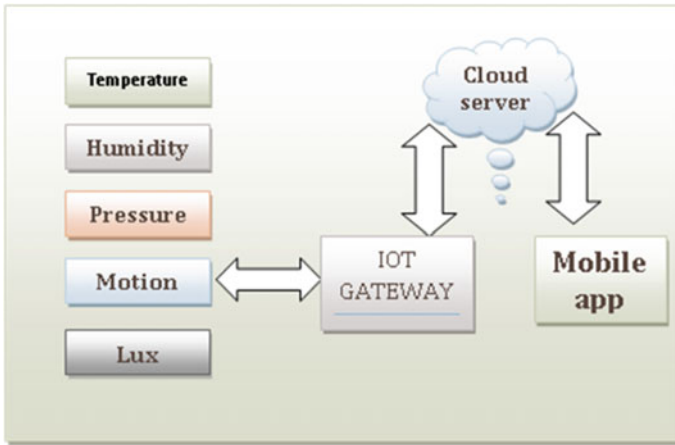 Temperature
Humidity
Pressure
Motion
Lux
Cloud
server
IOT
GATEWAY
Mobile
app